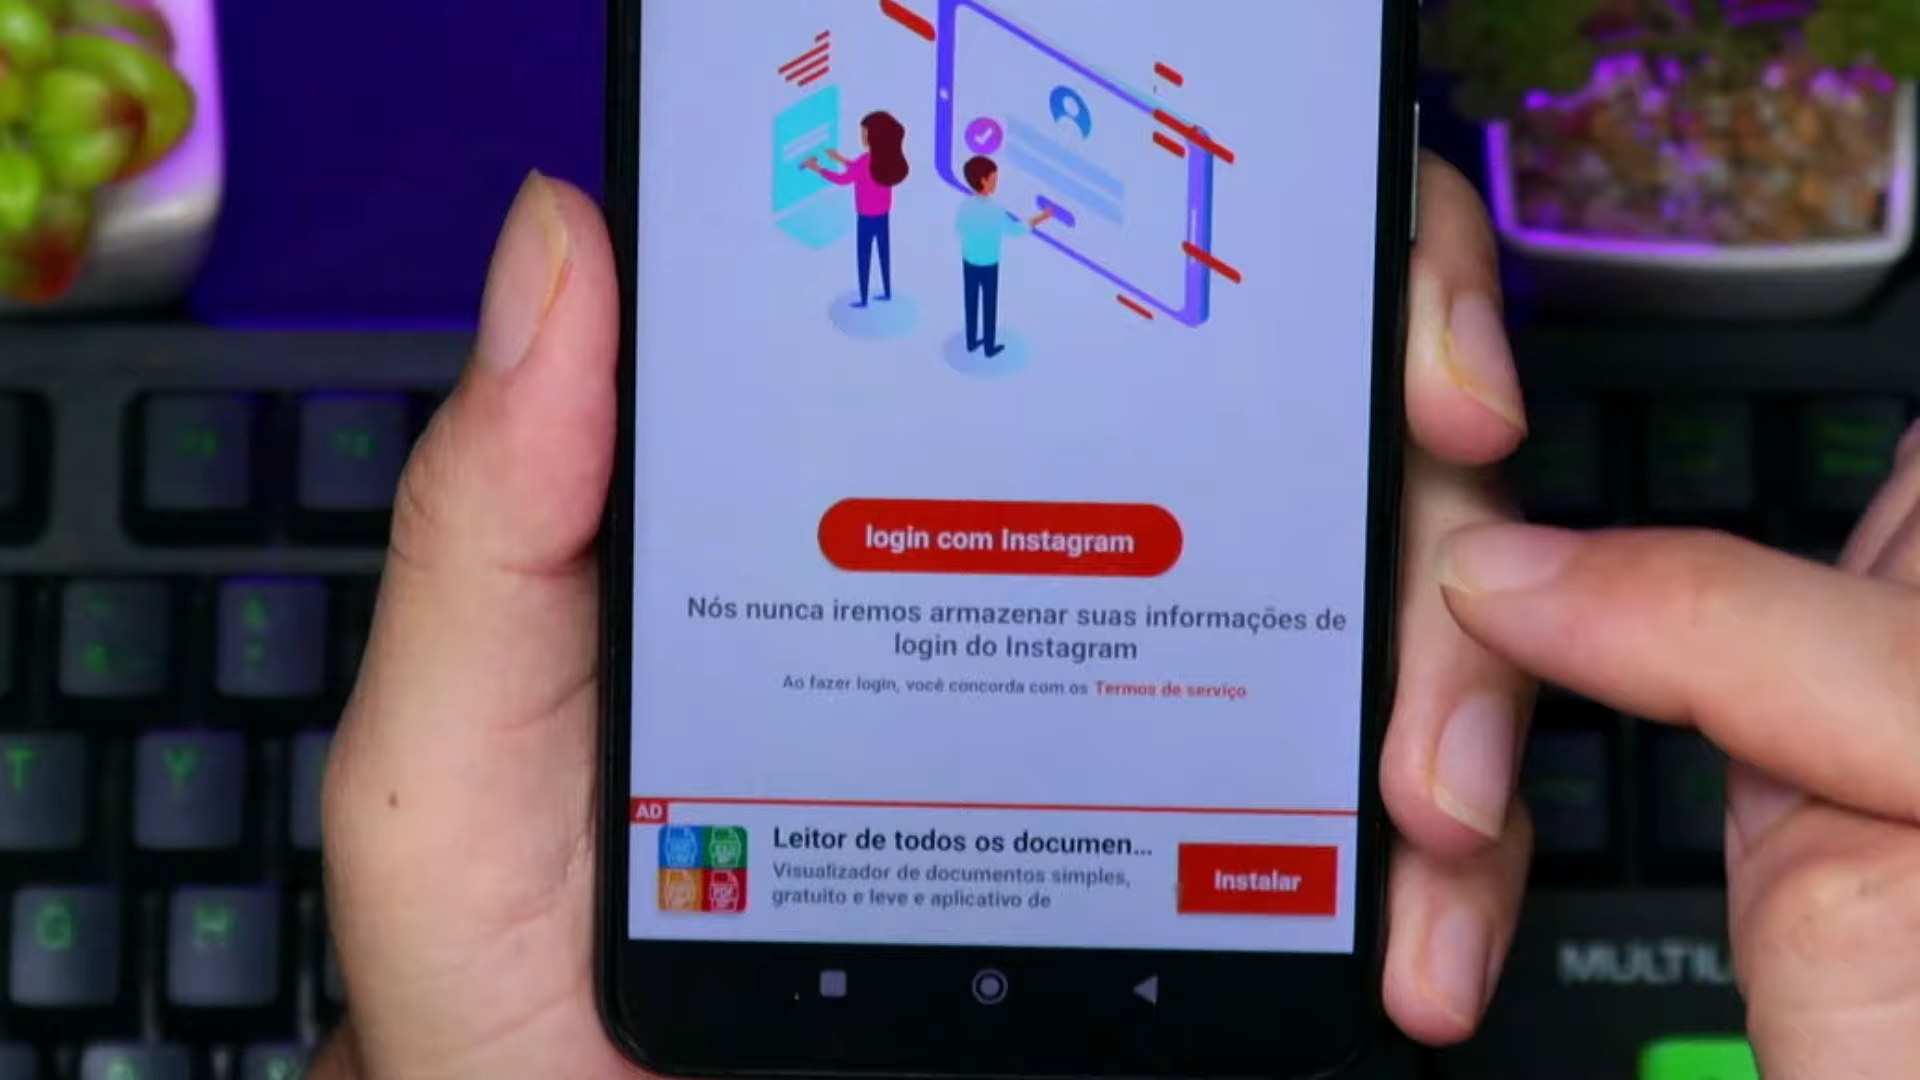 login com Instagram
Nós nunca iremos armazenar suas informações de
login do Instagram
Ao fazer login, você concorda com os Termos de serviço
AD
Leitor de todos os documen...
Visualizador de documentos simples,
gratuito e leve e aplicativo de
Instalar
PDF
T
Y
G
H